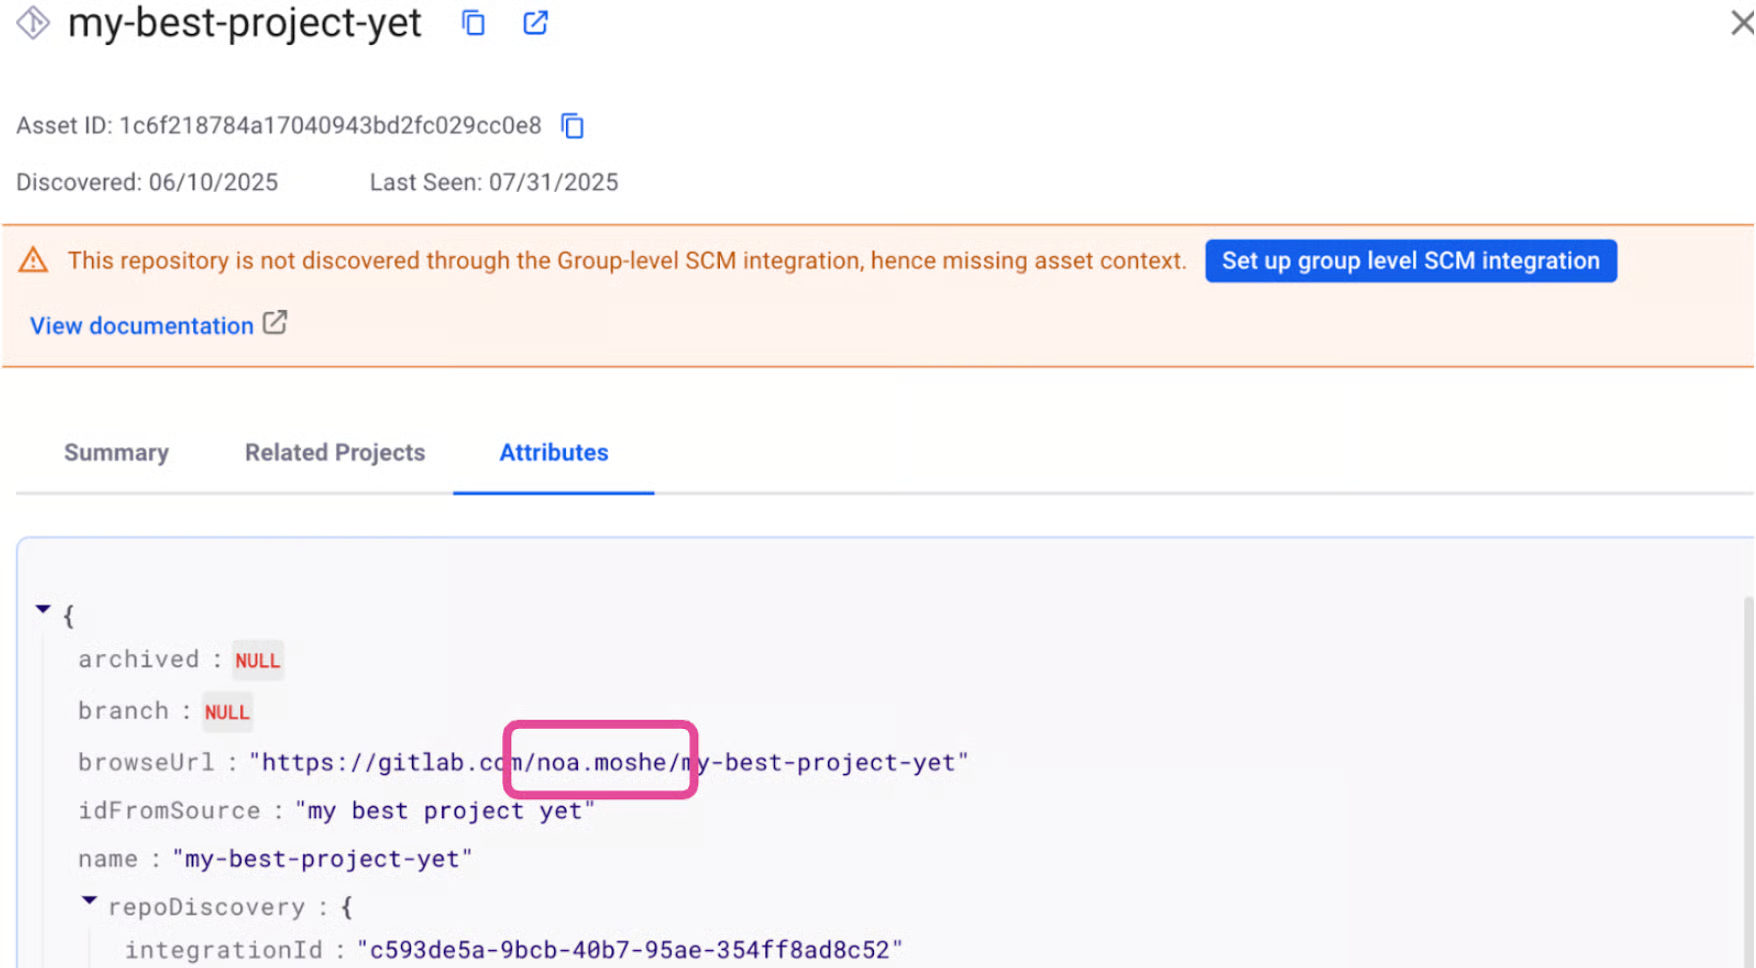 my-best-project-yet
Asset ID: 1c6f218784a17040943bd2fc029cc0e8
Discovered: 06/10/2025 Last Seen: 07/31/2025
This repository is not discovered through the Group-level SCM integration, hence missing asset context. Set up group level SCM integration
View documentation
Summary Related Projects Attributes
{
archived : NULL
branch : NULL
browseUrl : "https://gitlab.com/noa.moshe/my-best-project-yet"
idFromSource : "my best project yet"
name : "my-best-project-yet"
repoDiscovery : {
integrationId : "c593de5a-9bcb-40b7-95ae-354ff8ad8c52"